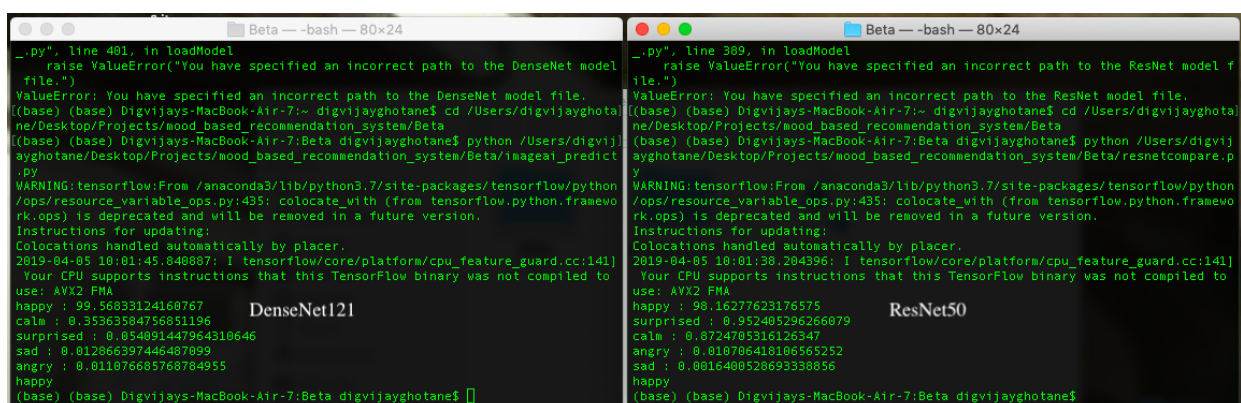 Beta — -bash — 80×24
_.py", line 401, in loadModel
    raise ValueError("You have specified an incorrect path to the DenseNet model
 file.")
ValueError: You have specified an incorrect path to the DenseNet model file.
[(base) (base) Digvijays-MacBook-Air-7:~ digvijayghotane$ cd /Users/digvijayghota]
ne/Desktop/Projects/mood_based_recommendation_system/Beta
[(base) (base) Digvijays-MacBook-Air-7:Beta digvijayghotane$ python /Users/digvij]
ayghotane/Desktop/Projects/mood_based_recommendation_system/Beta/imageai_predict
.py
WARNING:tensorflow:From /anaconda3/lib/python3.7/site-packages/tensorflow/python
/ops/resource_variable_ops.py:435: colocate_with (from tensorflow.python.framewo
rk.ops) is deprecated and will be removed in a future version.
Instructions for updating:
Colocations handled automatically by placer.
2019-04-05 10:01:45.840887: I tensorflow/core/platform/cpu_feature_guard.cc:141]
 Your CPU supports instructions that this TensorFlow binary was not compiled to
use: AVX2 FMA
happy : 99.56833124160767
calm : 0.35363584756851196
surprised : 0.054091447964310646
sad : 0.012866397446487099
angry : 0.011076685768784955
happy
(base) (base) Digvijays-MacBook-Air-7:Beta digvijayghotane$
DenseNet121
Beta — -bash — 80×24
_.py", line 389, in loadModel
    raise ValueError("You have specified an incorrect path to the ResNet model f
ile.")
ValueError: You have specified an incorrect path to the ResNet model file.
[(base) (base) Digvijays-MacBook-Air-7:~ digvijayghotane$ cd /Users/digvijayghota]
ne/Desktop/Projects/mood_based_recommendation_system/Beta
[(base) (base) Digvijays-MacBook-Air-7:Beta digvijayghotane$ python /Users/digvij]
ayghotane/Desktop/Projects/mood_based_recommendation_system/Beta/resnetcompare.p
y
WARNING:tensorflow:From /anaconda3/lib/python3.7/site-packages/tensorflow/python
/ops/resource_variable_ops.py:435: colocate_with (from tensorflow.python.framewo
rk.ops) is deprecated and will be removed in a future version.
Instructions for updating:
Colocations handled automatically by placer.
2019-04-05 10:01:38.204396: I tensorflow/core/platform/cpu_feature_guard.cc:141]
 Your CPU supports instructions that this TensorFlow binary was not compiled to
use: AVX2 FMA
happy : 98.16277623176575
surprised : 0.952405296266079
calm : 0.8724705316126347
angry : 0.010706418106565252
sad : 0.0016400528693338856
happy
(base) (base) Digvijays-MacBook-Air-7:Beta digvijayghotane$
ResNet50